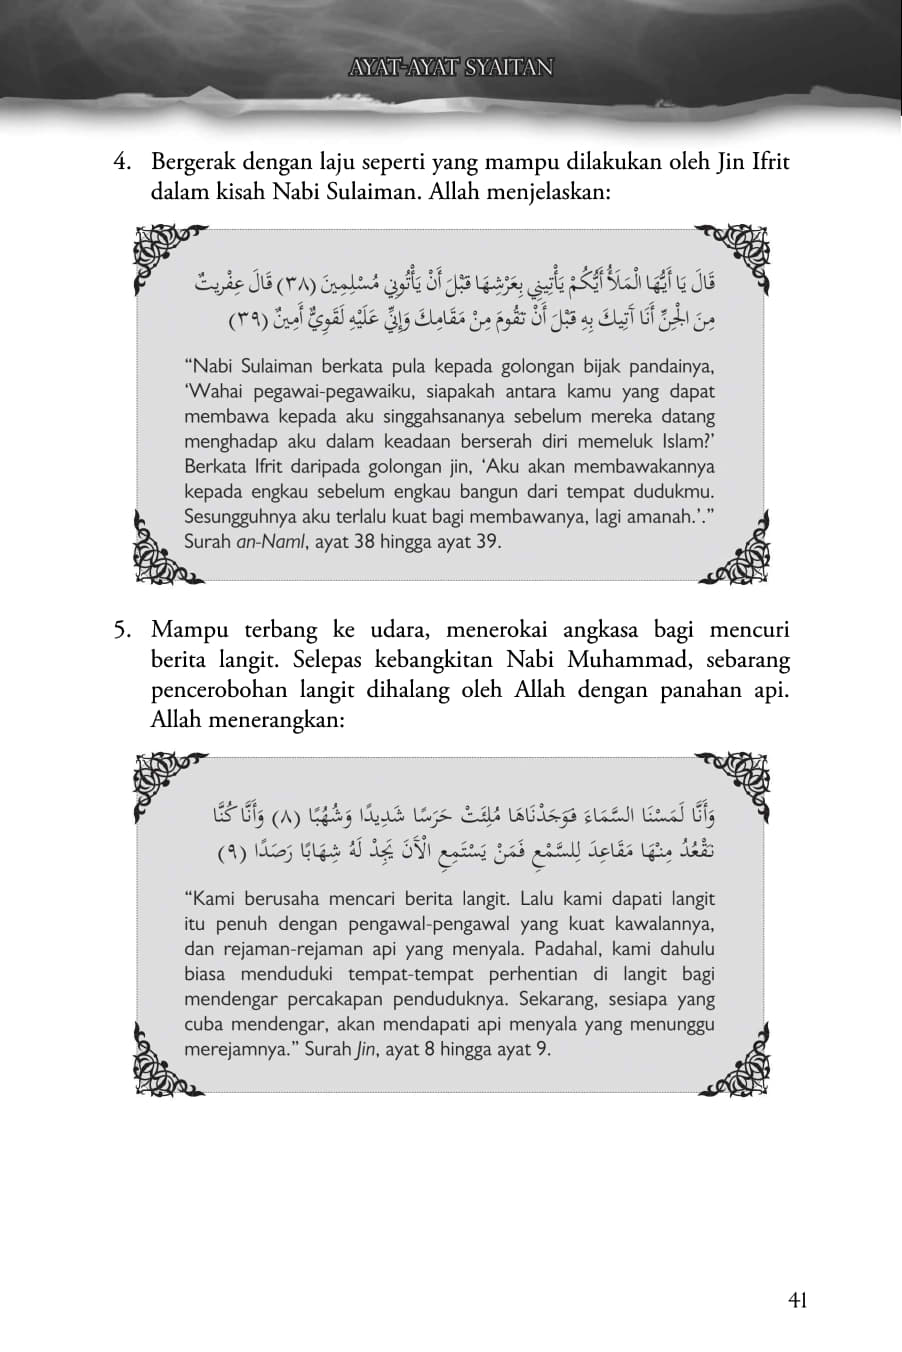 AYAT-AYAT SYAITAN
4. Bergerak dengan laju seperti yang mampu dilakukan oleh Jin Ifrit
dalam kisah Nabi Sulaiman. Allah menjelaskan:
قَالَ يَا أَيُّهَا الْمَلَأُ أَيُّكُمْ يَأْتِينِي بِعَرْشِهَا قَبْلَ أَنْ يَأْتُونِي مُسْلِمِينَ (٣٨) قَالَ عِفْرِيتٌ
مِنَ الْجِنِّ أَنَا آَتِيكَ بِهِ قَبْلَ أَنْ تَقُومَ مِنْ مَقَامِكَ وَإِنِّي عَلَيْهِ لَقَوِيٌّ أَمِينٌ (٣٩)
“Nabi Sulaiman berkata pula kepada golongan bijak pandainya,
‘Wahai pegawai-pegawaiku, siapakah antara kamu yang dapat
membawa kepada aku singgahsananya sebelum mereka datang
menghadap aku dalam keadaan berserah diri memeluk Islam?’
Berkata Ifrit daripada golongan jin, ‘Aku akan membawakannya
kepada engkau sebelum engkau bangun dari tempat dudukmu.
Sesungguhnya aku terlalu kuat bagi membawanya, lagi amanah.’.”
Surah an-Naml, ayat 38 hingga ayat 39.
5. Mampu terbang ke udara, menerokai angkasa bagi mencuri
berita langit. Selepas kebangkitan Nabi Muhammad, sebarang
pencerobohan langit dihalang oleh Allah dengan panahan api.
Allah menerangkan:
وَأَنَّا لَمَسْنَا السَّمَاءَ فَوَجَدْنَاهَا مُلِئَتْ حَرَسًا شَدِيدًا وَشُهُبًا (٨) وَأَنَّا كُنَّا
نَقْعُدُ مِنْهَا مَقَاعِدَ لِلسَّمْعِ فَمَنْ يَسْتَمِعِ الْآَنَ يَجِدْ لَهُ شِهَابًا رَصَدًا (٩)
“Kami berusaha mencari berita langit. Lalu kami dapati langit
itu penuh dengan pengawal-pengawal yang kuat kawalannya,
dan rejaman-rejaman api yang menyala. Padahal, kami dahulu
biasa menduduki tempat-tempat perhentian di langit bagi
mendengar percakapan penduduknya. Sekarang, sesiapa yang
cuba mendengar, akan mendapati api menyala yang menunggu
merejamnya.” Surah Jin, ayat 8 hingga ayat 9.
41